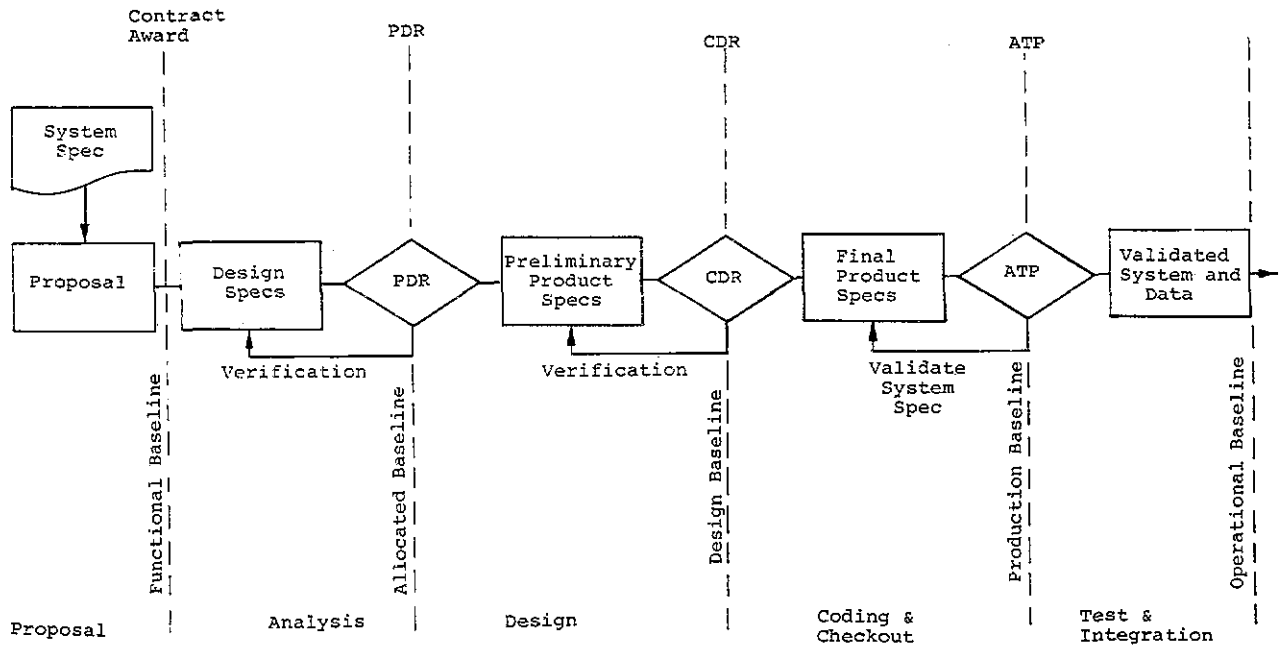 Contract
Award
PDR
CDR
ATP
System
Spec
Proposal
Design
Specs
PDR
Preliminary
Product
Specs
CDR
Final
Product
Specs
ATP
Validated
System and
Data
Verification
Verification
Validate
System
Spec
Functional Baseline
Allocated Baseline
Design Baseline
Production Baseline
Operational Baseline
Proposal
Analysis
Design
Coding &
Checkout
Test &
Integration